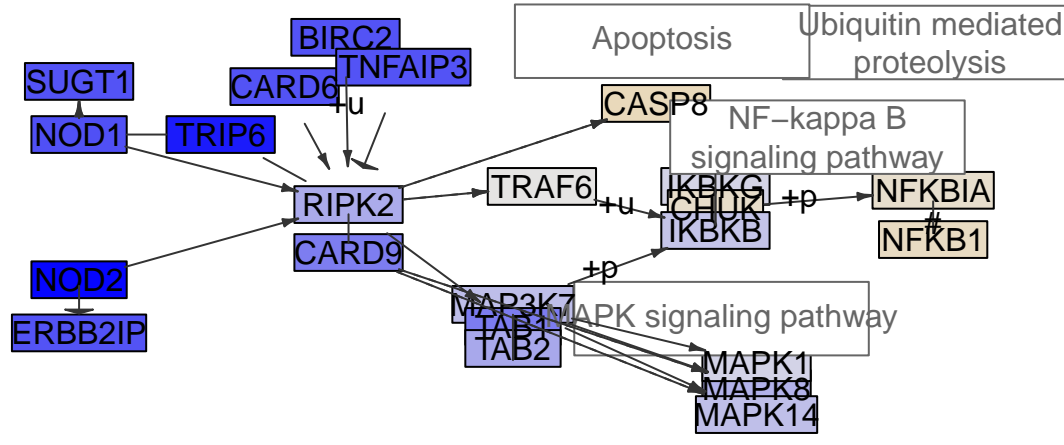 BIRC2
TNFAIP3
CARD6
+u
SUGT1
NOD1
TRIP6
Apoptosis
Ubiquitin mediated
proteolysis
CASP8
NF−kappa B
signaling pathway
RIPK2
TRAF6
+u
IKBKG
CHUK
IKBKB
+p
NFKBIA
#
NFKB1
CARD9
NOD2
ERBB2IP
+p
MAP3K7
TAB1
TAB2
MAPK signaling pathway
MAPK1
MAPK8
MAPK14